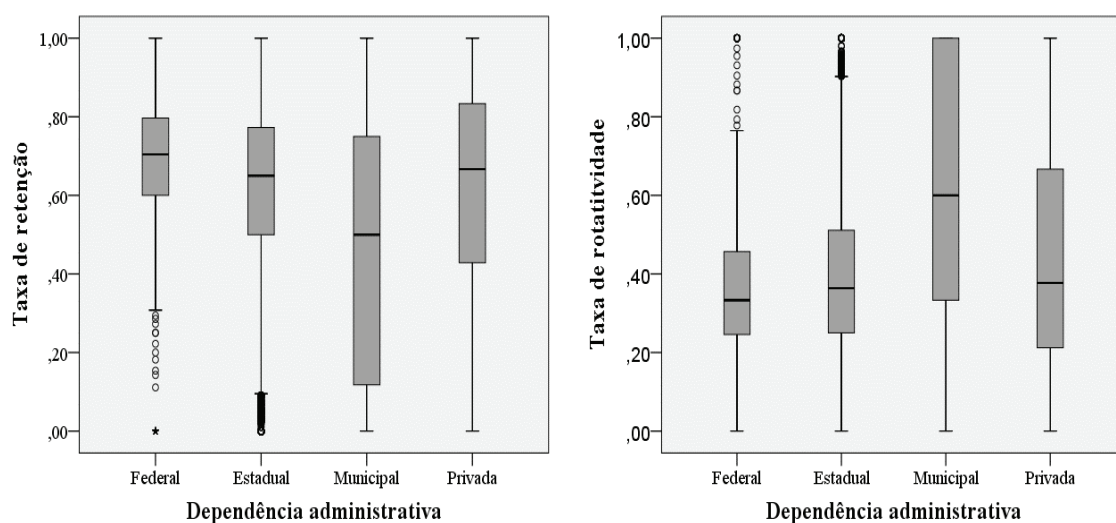 Taxa de retenção
1,00
,80
,60
,40
,20
,00
Federal
Estadual
Municipal
Privada
Dependência administrativa
Taxa de rotatitvidade
1,00
,80
,60
,40
,20
,00
Federal
Estadual
Municipal
Privada
Dependência administrativa